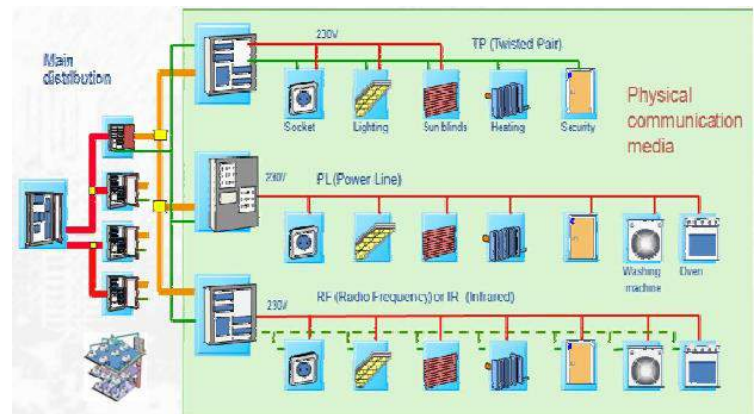 Main
distribution
230V
TP (Twisted Pair)
Socket
Lighting
Sun blinds
Heating
Security
Physical
communication
media
230V
PL (Power Line)
Washing
machine
Oven
RF (Radio Frequency) or IR (Infrared)
230V